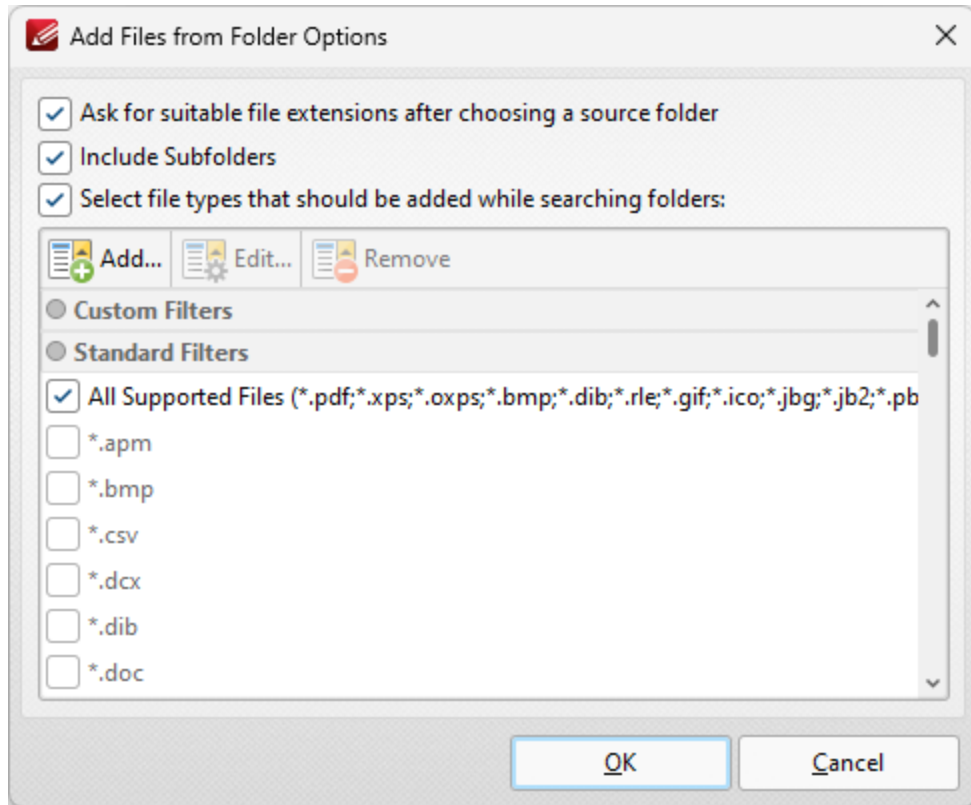 Add Files from Folder Options
Ask for suitable file extensions after choosing a source folder
Include Subfolders
Select file types that should be added while searching folders:
Add... Edit... Remove
Custom Filters
Standard Filters
All Supported Files (*.pdf;*.xps;*.oxps;*.bmp;*.dib;*.rle;*.gif;*.ico;*.jbg;*.jb2;*.pb
*.apm
*.bmp
*.csv
*.dcx
*.dib
*.doc
OK Cancel